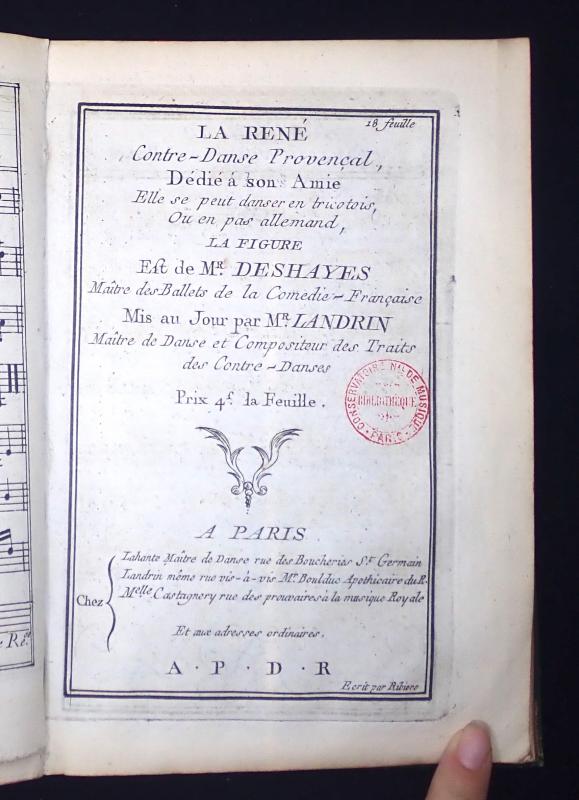 18 feuille
LA RENÉ
Contre-Danse Provençal,
Dédié à son Amie
Elle se peut danser en tricotois,
Ou en pas allemand,
LA FIGURE
Est de Mr. DESHAYES
Maître des Ballets de la Comedie-Française
Mis au Jour par Mr. LANDRIN
Maître de Danse et Compositeur des Traits
des Contre-Danses
Prix 4f. la Feuille.
CONSERVATOIRE Nal DE MUSIQUE
BIBLIOTHEQUE
PARIS
A PARIS
Chez
Lahante Maître de Danse rue des Boucheries St. Germain
Landrin même rue vis-à-vis Mr. Boulduc Apothicaire du R.
Melle Castagnery rue des prouvaires à la musique Royale
Et aux adresses ordinaires.
A · P · D · R
Ecrit par Ribiere